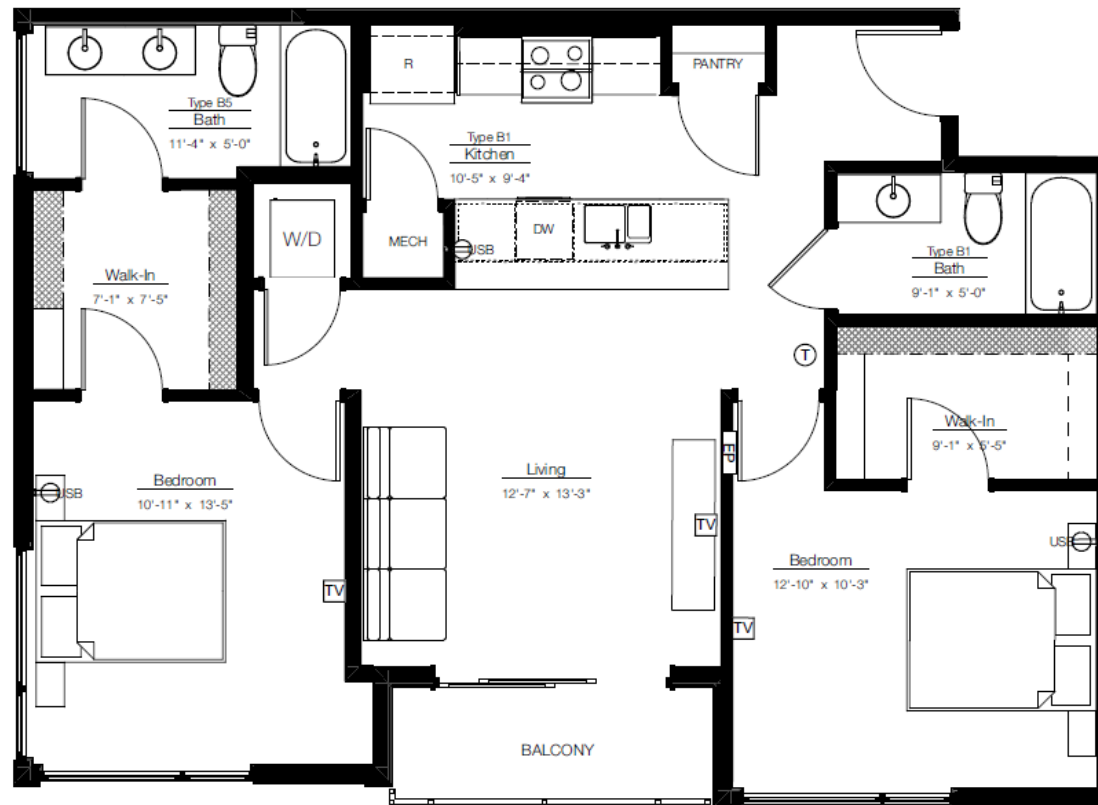 R
PANTRY
Type B5
Bath
11'-4" x 5'-0"
Type B1
Kitchen
10'-5" x 9'-4"
W/D
MECH
USB
DW
Type B1
Bath
9'-1" x 5'-0"
Walk-In
7'-1" x 7'-5"
T
Walk-In
9'-1" x 5'-5"
EP
Bedroom
10'-11" x 13'-5"
USB
Living
12'-7" x 13'-3"
TV
USB
Bedroom
12'-10" x 10'-3"
TV
TV
BALCONY